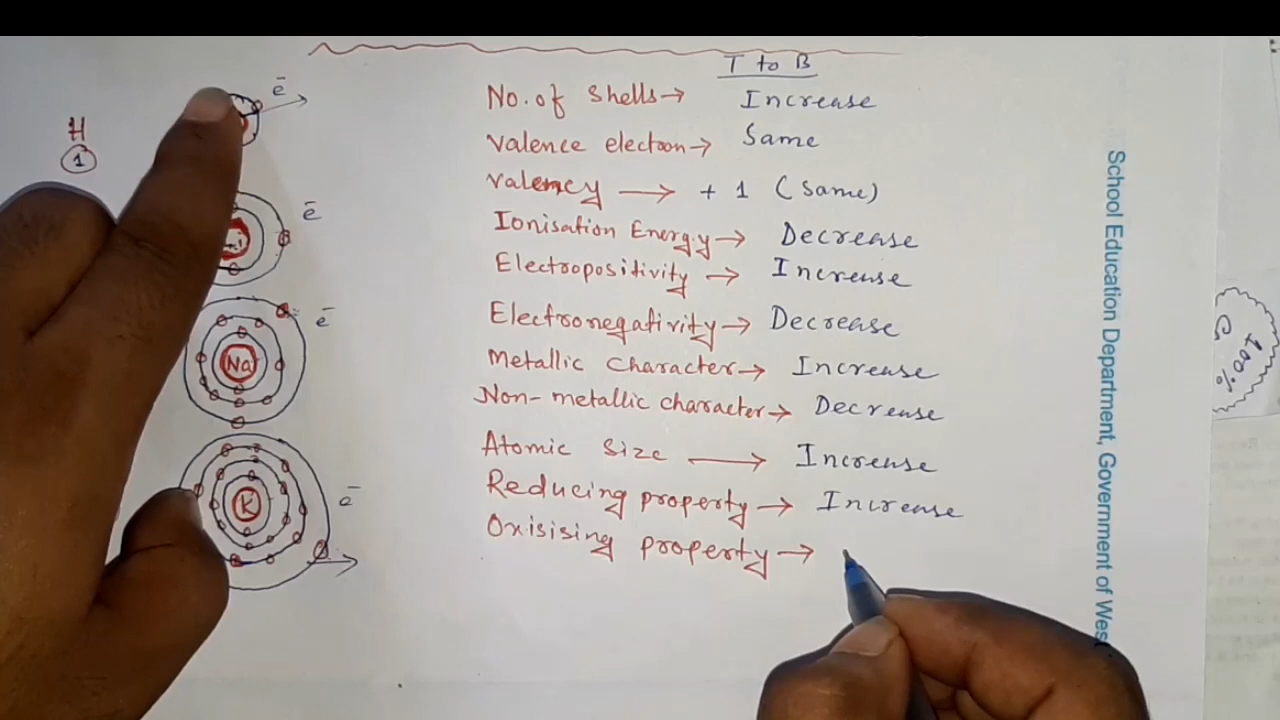 T to B
No. of Shells → Increase
Valence electron → Same
Valency → + 1 (Same)
Ionisation Energy → Decrease
Electropositivity → Increase
Electronegativity → Decrease
Metallic Character → Increase
Non-metallic character → Decrease
Atomic Size → Increase
Reducing property → Increase
Oxisising property →
H
1
e⁻
e⁻
Na
e⁻
K
e⁻
School Education Department, Government of West
100%